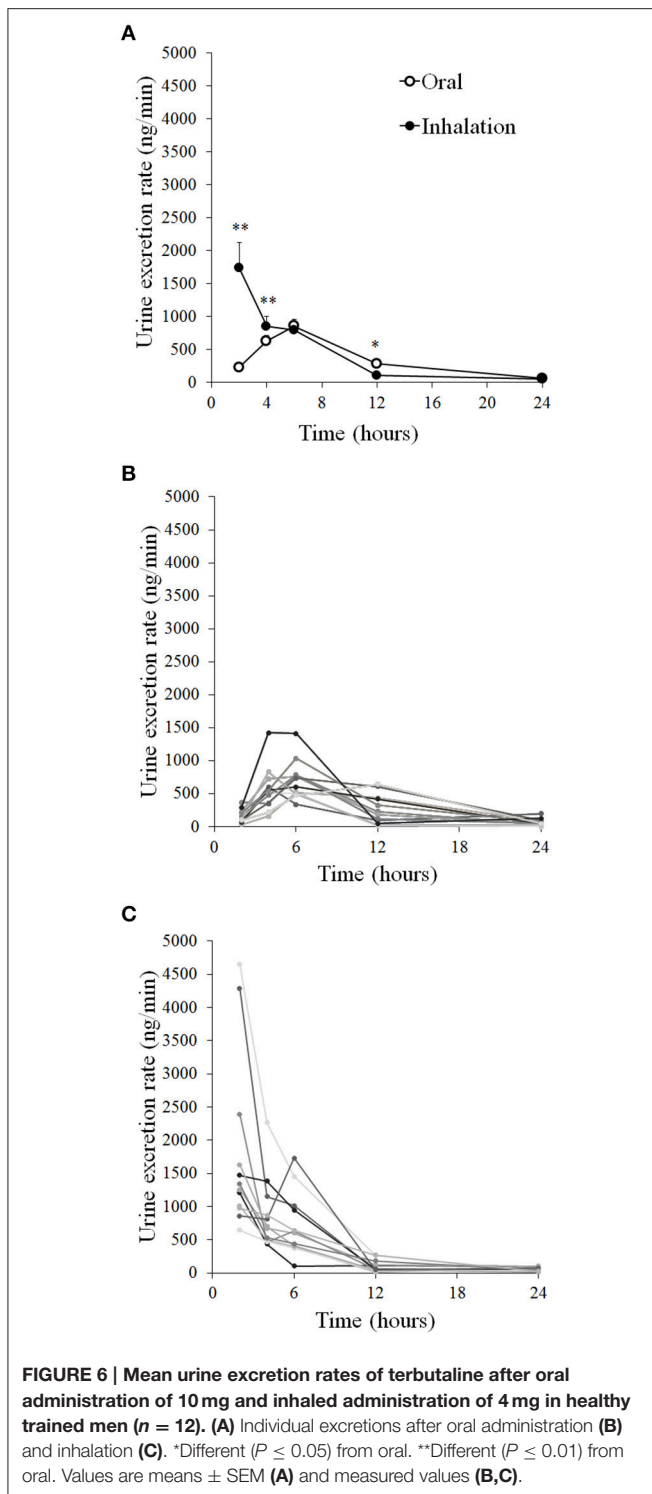 A
5000
4500
4000
3500
3000
2500
2000
1500
1000
500
0
Urine excretion rate (ng/min)
Oral
Inhalation
**
**
*
0 4 8 12 16 20 24
Time (hours)
B
5000
4500
4000
3500
3000
2500
2000
1500
1000
500
0
Urine excretion rate (ng/min)
0 6 12 18 24
Time (hours)
C
5000
4500
4000
3500
3000
2500
2000
1500
1000
500
0
Urine excretion rate (ng/min)
0 6 12 18 24
Time (hours)
FIGURE 6 | Mean urine excretion rates of terbutaline after oral
administration of 10 mg and inhaled administration of 4 mg in healthy
trained men (n = 12). (A) Individual excretions after oral administration (B)
and inhalation (C). *Different (P ≤ 0.05) from oral. **Different (P ≤ 0.01) from
oral. Values are means ± SEM (A) and measured values (B,C).